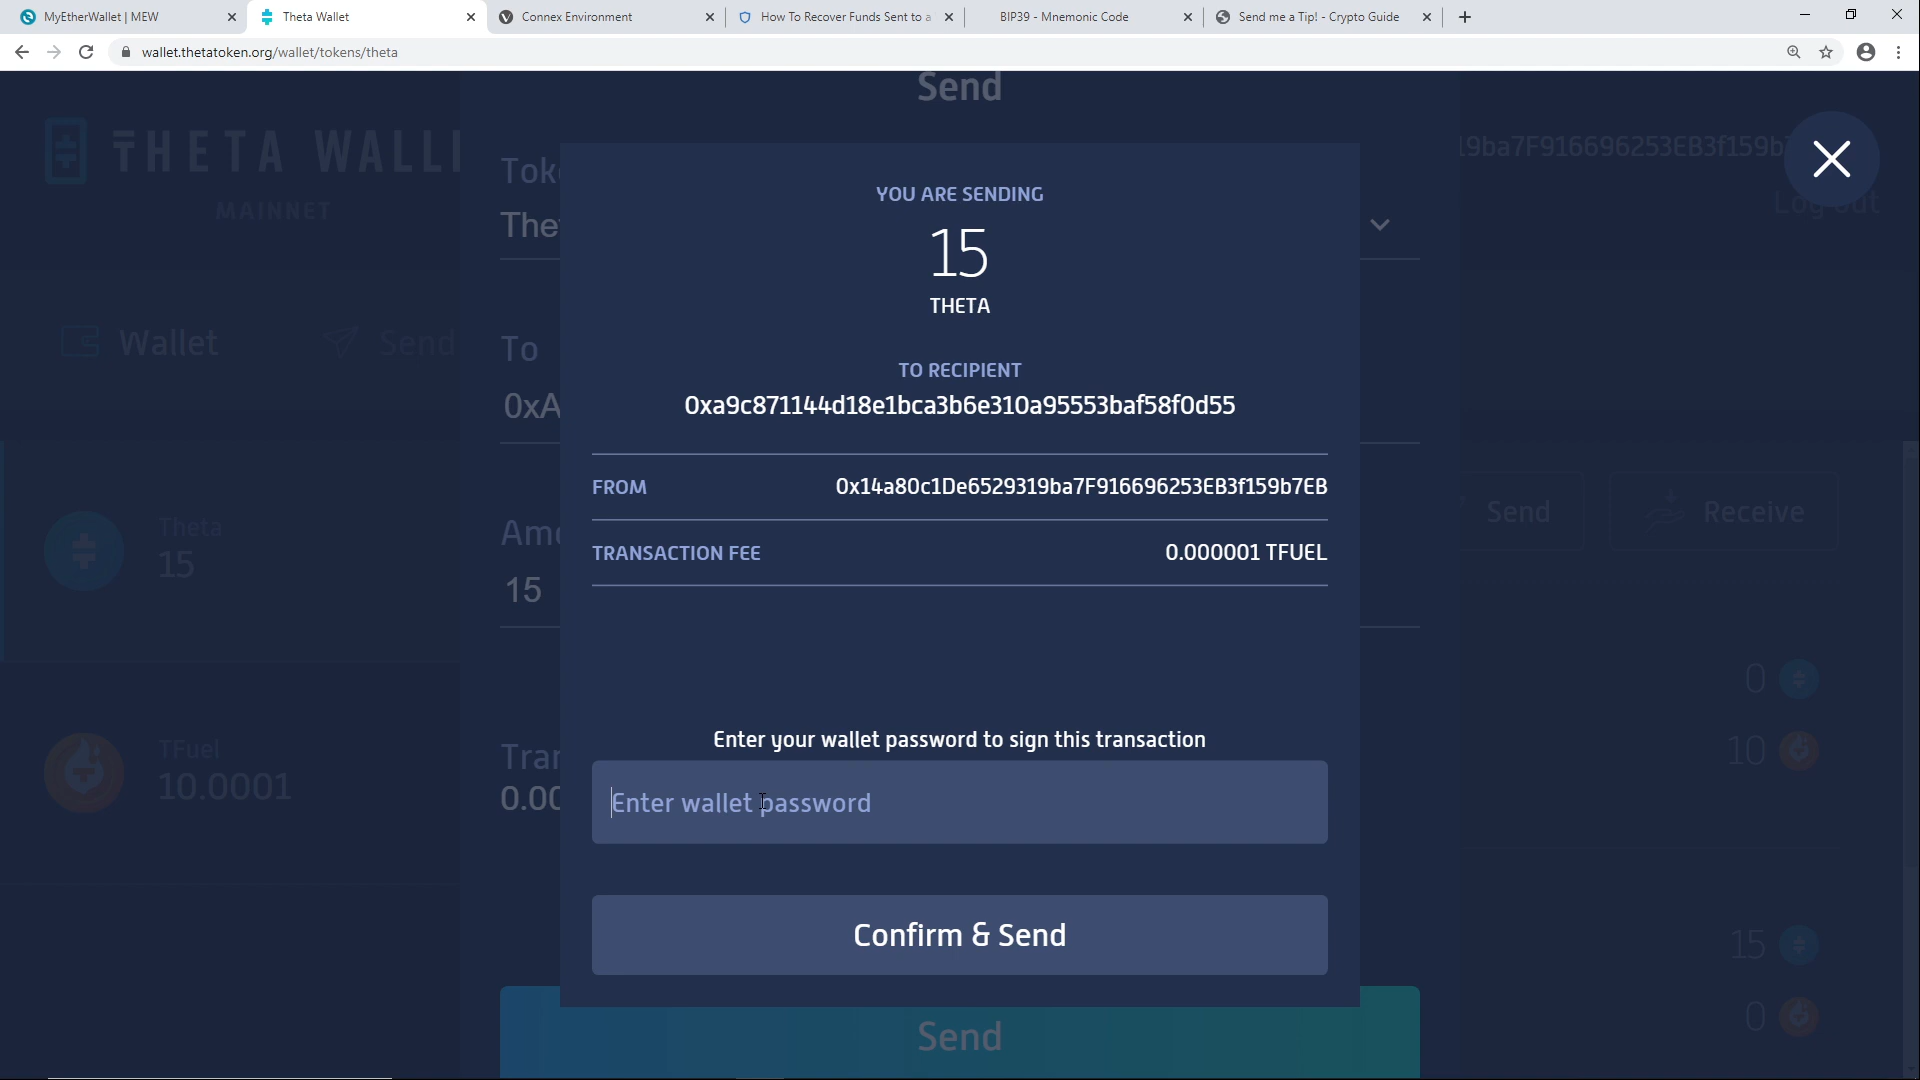 MyEtherWallet | MEW
Theta Wallet
Connex Environment
How To Recover Funds Sent to a
BIP39 - Mnemonic Code
Send me a Tip! - Crypto Guide
wallet.thetatoken.org/wallet/tokens/theta
Send
THETA WALL
MAINNET
19ba7F916696253EB3f159b7
Log Out
Wallet
Send
Tok
The
To
0xA
Amo
15
Tran
0.00
YOU ARE SENDING
15
THETA
TO RECIPIENT
0xa9c871144d18e1bca3b6e310a95553baf58f0d55
FROM 0x14a80c1De6529319ba7F916696253EB3f159b7EB
TRANSACTION FEE 0.000001 TFUEL
Enter your wallet password to sign this transaction
Enter wallet password
Confirm & Send
Send
Theta
15
TFuel
10.0001
Send
Receive
0
10
15
0